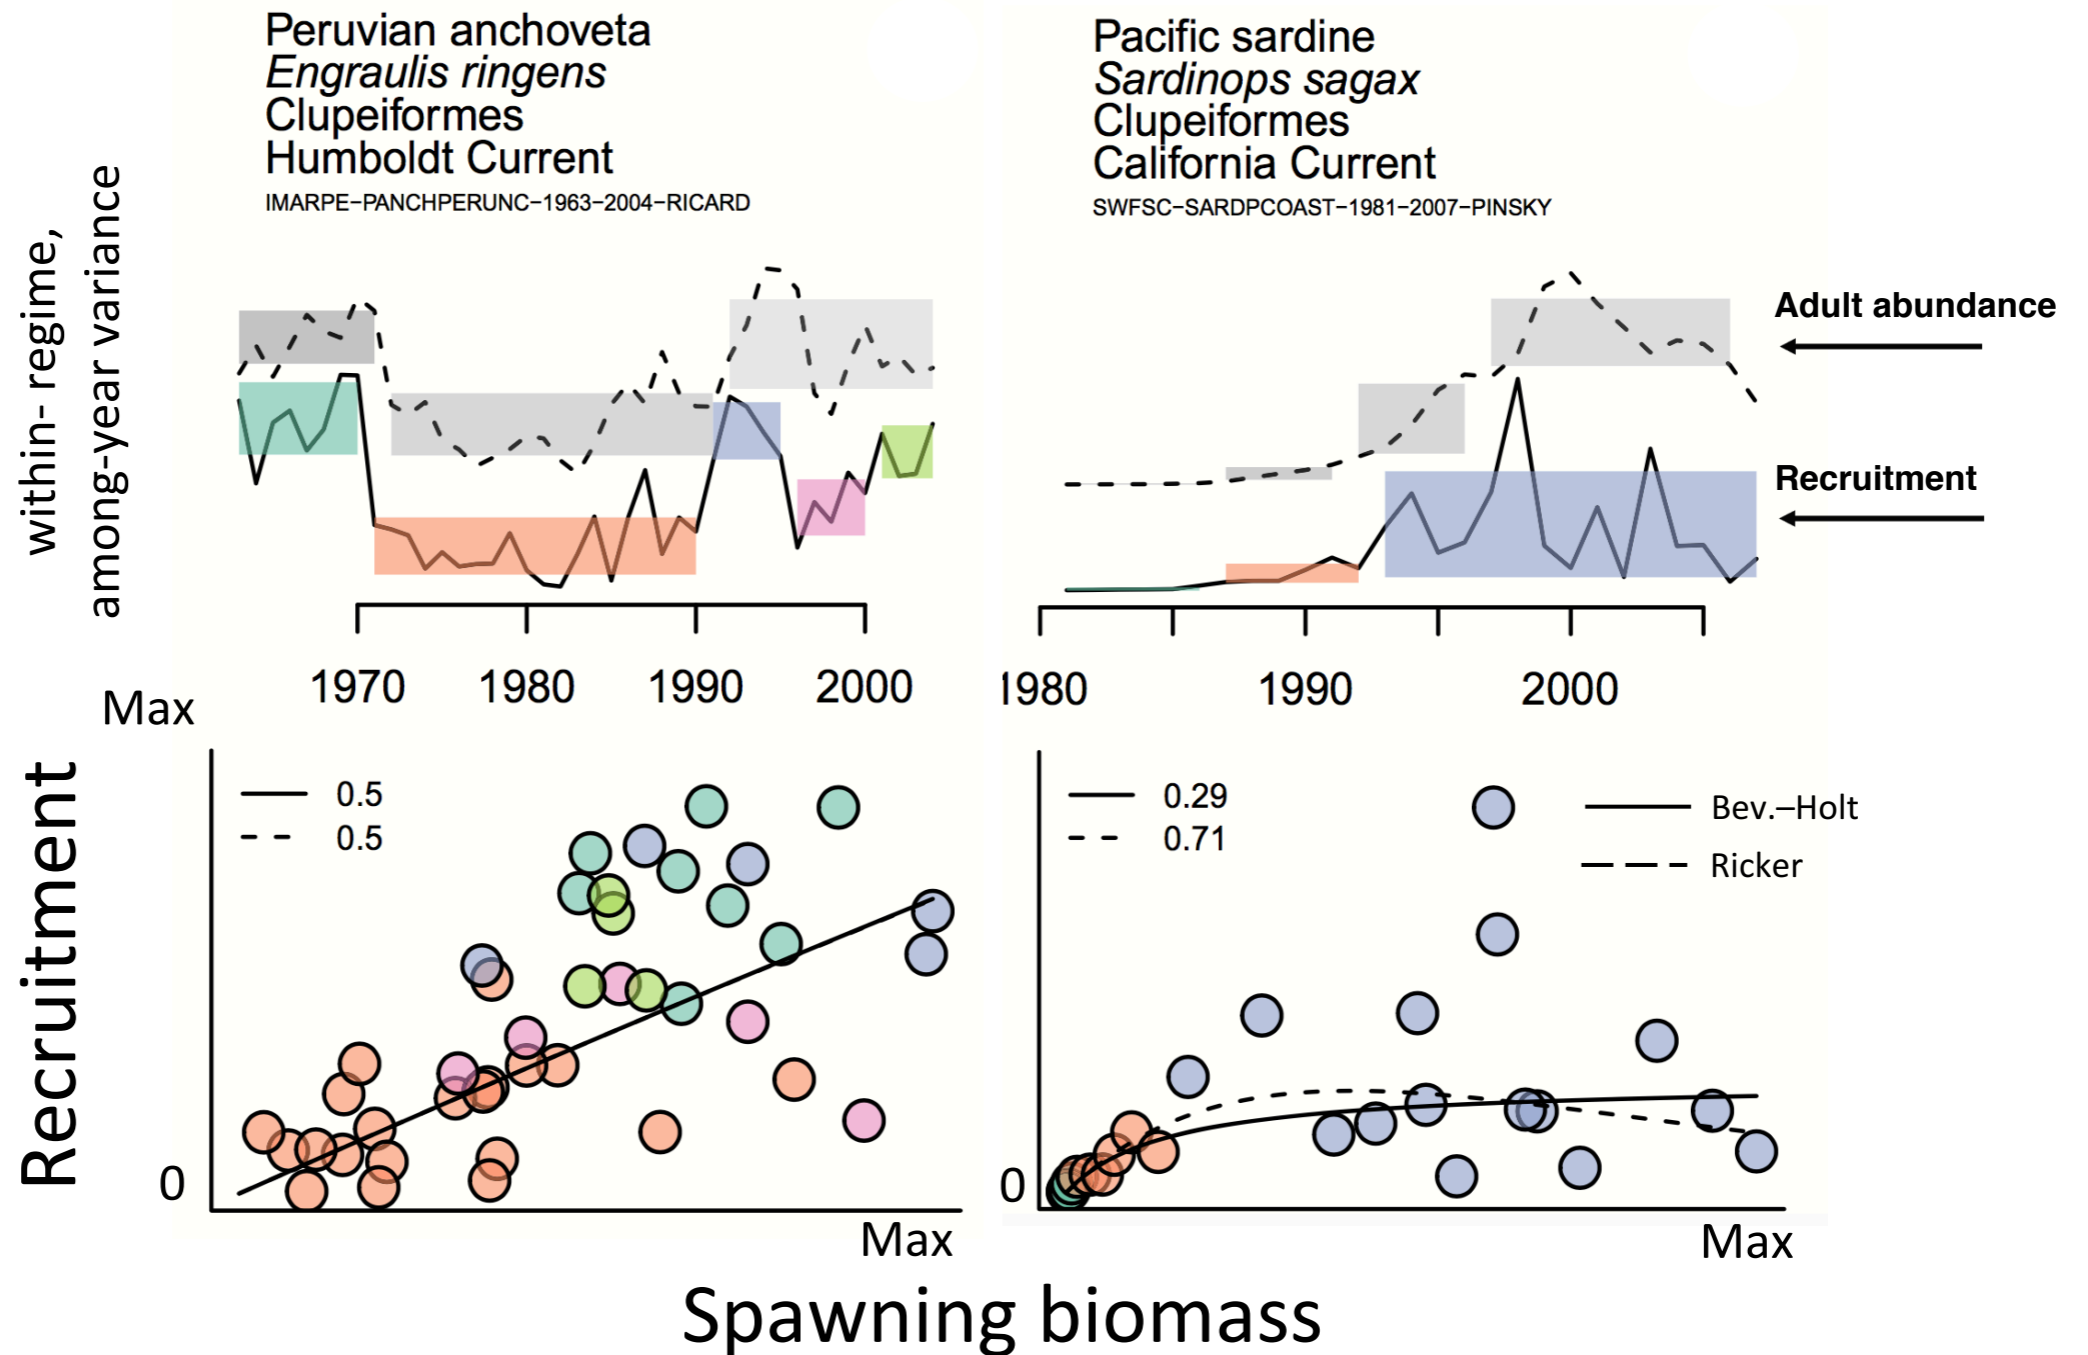 Peruvian anchoveta
Engraulis ringens
Clupeiformes
Humboldt Current
IMARPE−PANCHPERUNC−1963−2004−RICARD
Pacific sardine
Sardinops sagax
Clupeiformes
California Current
SWFSC−SARDPCOAST−1981−2007−PINSKY
within- regime,
among-year variance
Adult abundance
Recruitment
1970 1980 1990 2000
1980 1990 2000
Max
Recruitment
0
0.5
0.5
Max
0
0.29
0.71
Bev.–Holt
Ricker
Max
Spawning biomass